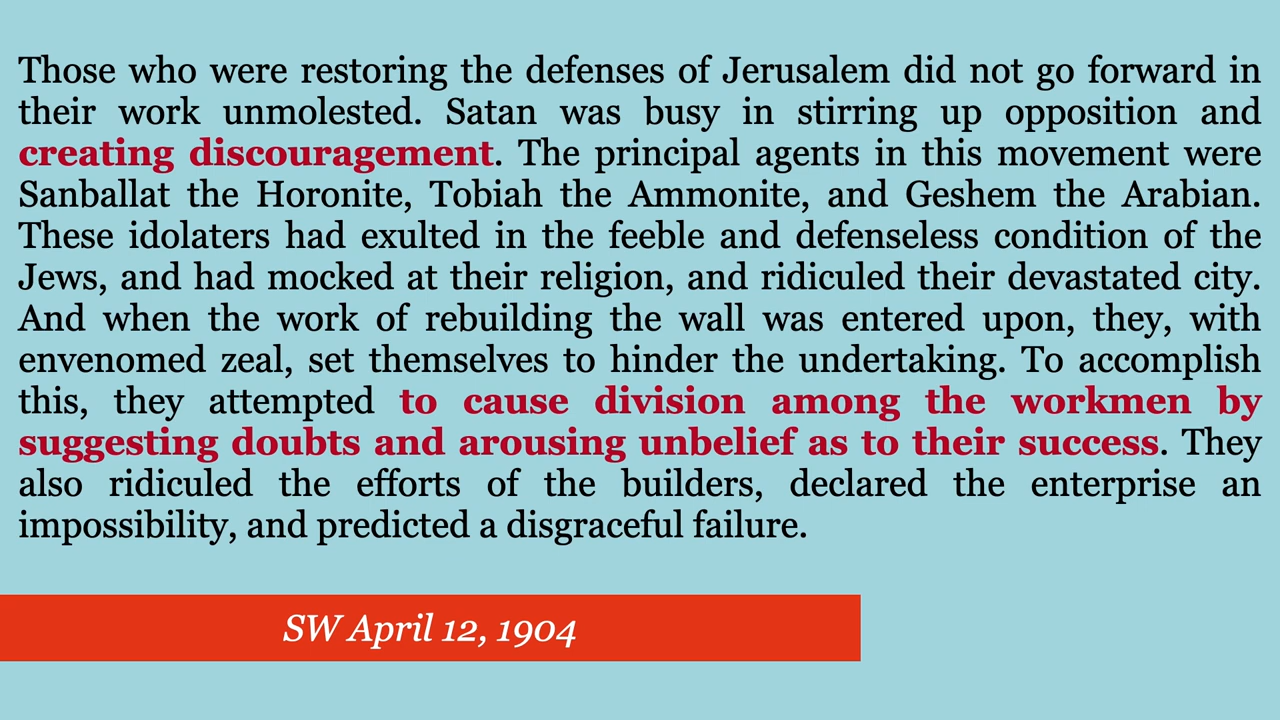 Those who were restoring the defenses of Jerusalem did not go forward in
their work unmolested. Satan was busy in stirring up opposition and
creating discouragement. The principal agents in this movement were
Sanballat the Horonite, Tobiah the Ammonite, and Geshem the Arabian.
These idolaters had exulted in the feeble and defenseless condition of the
Jews, and had mocked at their religion, and ridiculed their devastated city.
And when the work of rebuilding the wall was entered upon, they, with
envenomed zeal, set themselves to hinder the undertaking. To accomplish
this, they attempted to cause division among the workmen by
suggesting doubts and arousing unbelief as to their success. They
also ridiculed the efforts of the builders, declared the enterprise an
impossibility, and predicted a disgraceful failure.
SW April 12, 1904